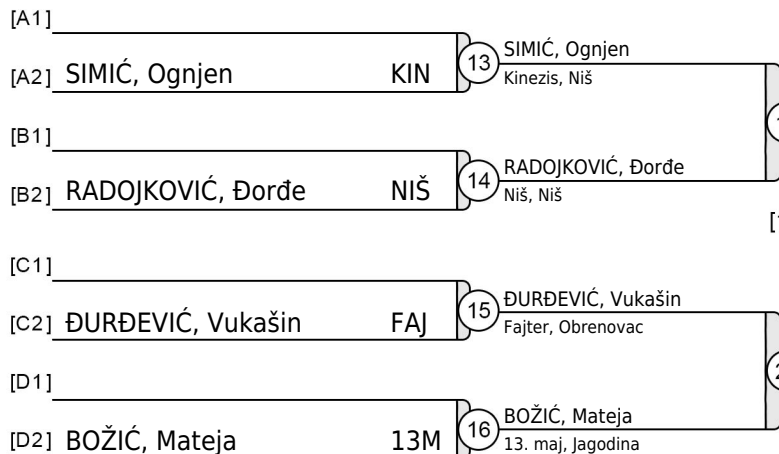 [A1]
[A2] SIMIĆ, Ognjen KIN
13
SIMIĆ, Ognjen
Kinezis, Niš
[B1]
[B2] RADOJKOVIĆ, Đorđe NIŠ
14
RADOJKOVIĆ, Đorđe
Niš, Niš
[C1]
[C2] ĐURĐEVIĆ, Vukašin FAJ
15
ĐURĐEVIĆ, Vukašin
Fajter, Obrenovac
[D1]
[D2] BOŽIĆ, Mateja 13M
16
BOŽIĆ, Mateja
13. maj, Jagodina